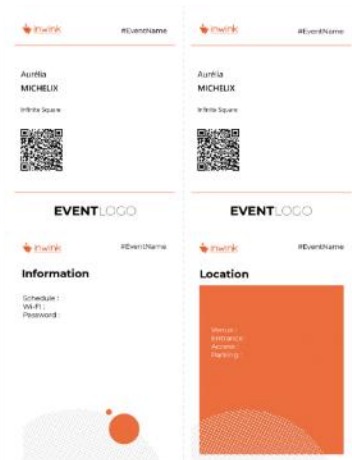 inwink #EventName
inwink #EventName
Aurélia
MICHELIX
Infinite Square
Aurélia
MICHELIX
Infinite Square
EVENTLOGO
EVENTLOGO
inwink #EventName
inwink #EventName
Information
Schedule :
Wi-Fi :
Password :
Location
Venue :
Entrance :
Access :
Parking :